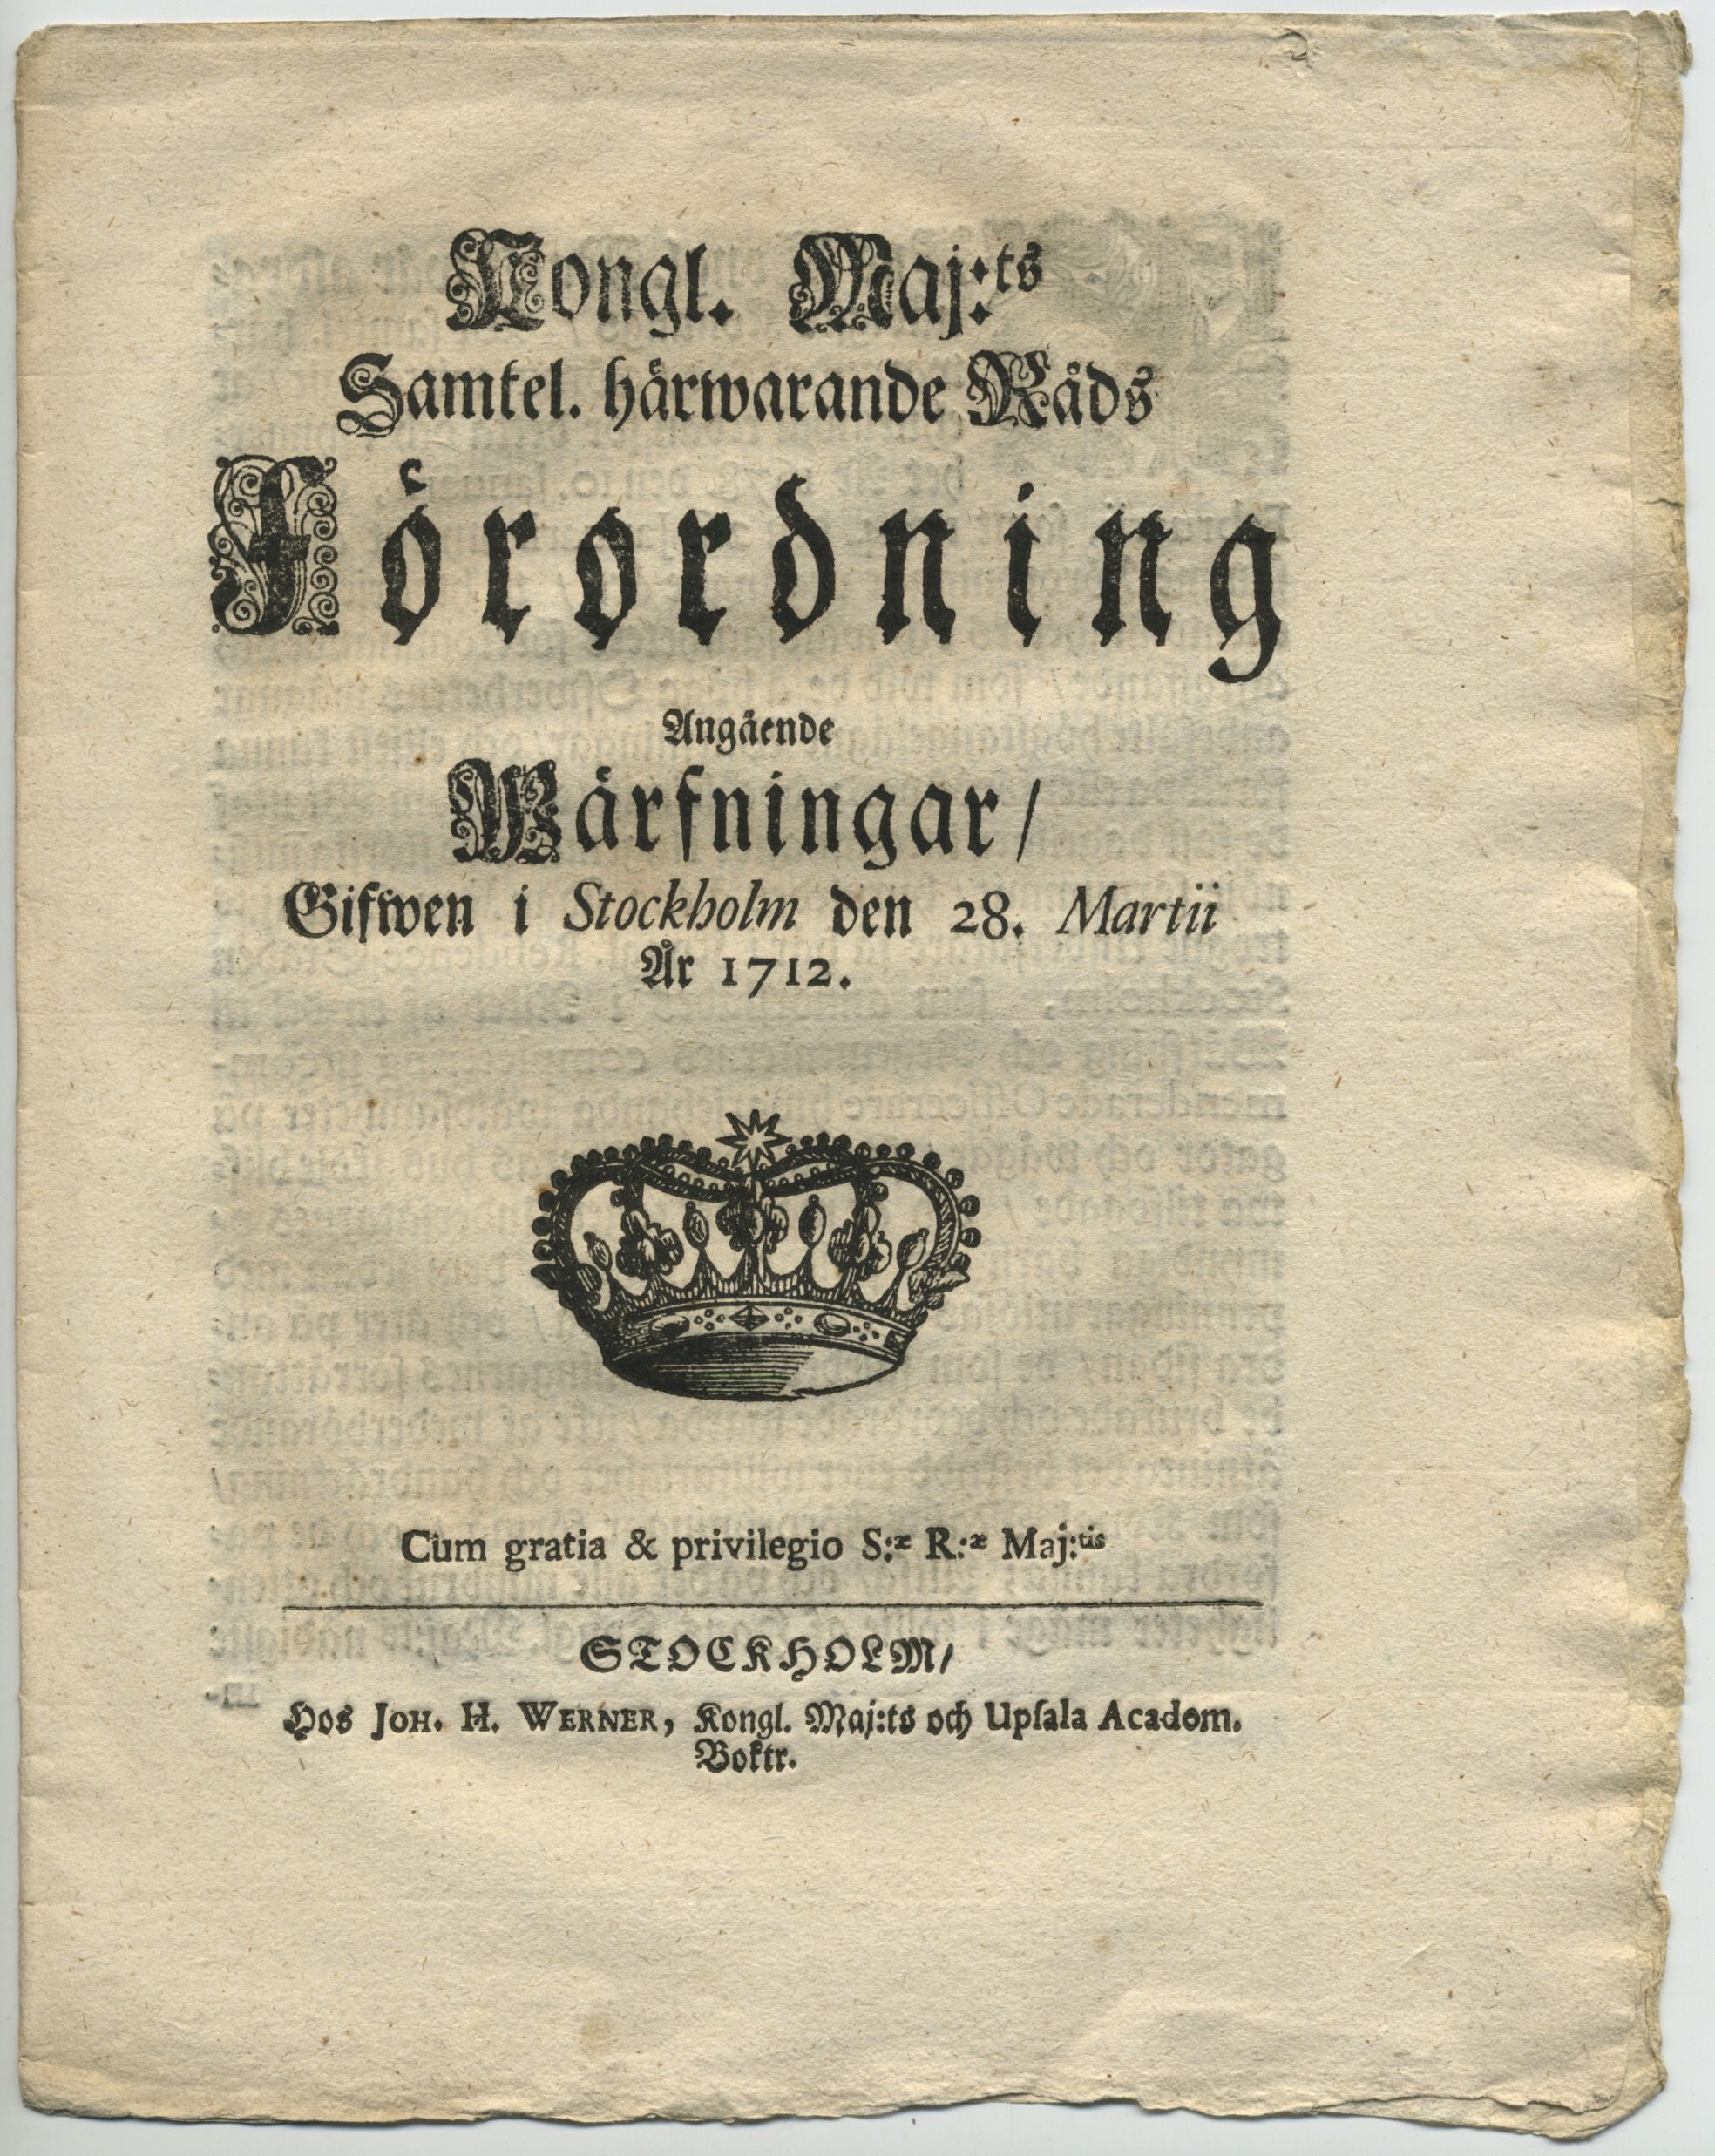 Kongl. Maj:ts
Samtel. härwarande Råds
Förordning
Angående
Wärfningar/
Gifwen i Stockholm den 28. Martii
År 1712.
Cum gratia & privilegio S:æ R:æ Maj:tis
STOCKHOLM/
Hos JOH. H. WERNER, Kongl. Maj:ts och Upſala Academ.
Boktr.